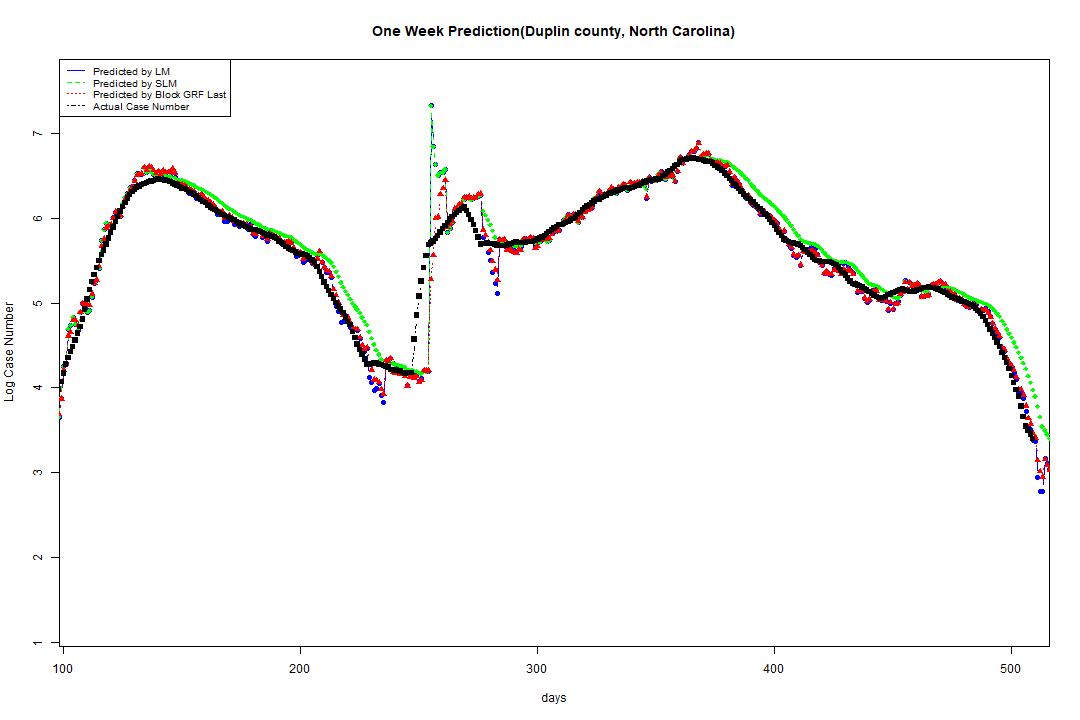 One Week Prediction(Duplin county, North Carolina)
Predicted by LM
Predicted by SLM
Predicted by Block GRF Last
Actual Case Number
Log Case Number
7
6
5
4
3
2
1
100 200 300 400 500
days